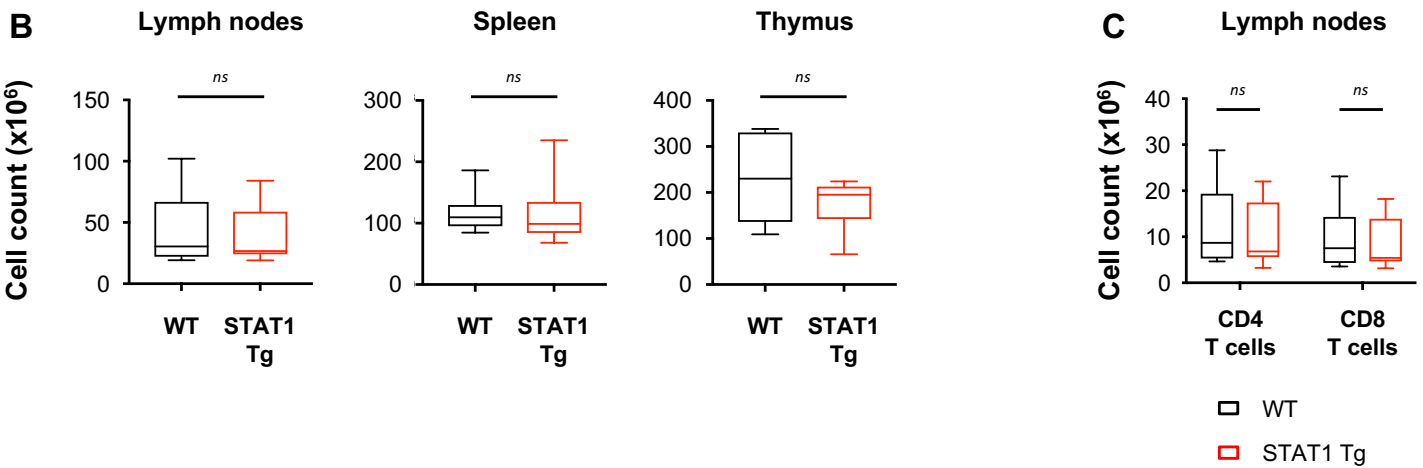 B
Lymph nodes
Spleen
Thymus
C
Lymph nodes
Cell count (x10⁶)
ns
150
100
50
0
WT
STAT1
Tg
ns
300
200
100
0
WT
STAT1
Tg
ns
400
300
200
100
0
WT
STAT1
Tg
Cell count (x10⁶)
ns
ns
40
30
20
10
0
CD4
T cells
CD8
T cells
WT
STAT1 Tg